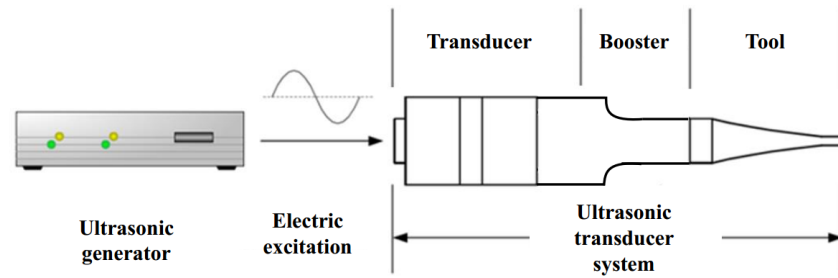 Transducer
Booster
Tool
Ultrasonic
generator
Electric
excitation
Ultrasonic
transducer
system